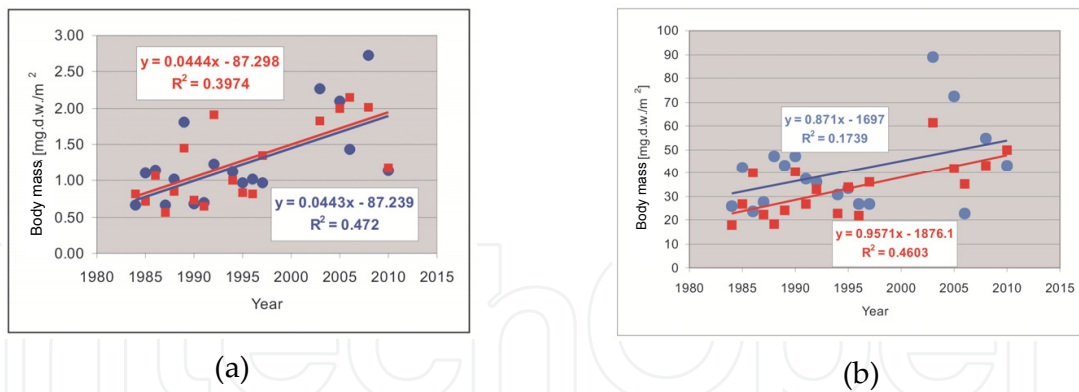 3.00
2.50
2.00
1.50
1.00
0.50
0.00
Body mass [mg.d.w./m²]
y = 0.0444x - 87.298
R² = 0.3974
y = 0.0443x - 87.239
R² = 0.472
1980 1985 1990 1995 2000 2005 2010 2015
Year
(a)
100
90
80
70
60
50
40
30
20
10
0
Body mass [mg.d.w./m²]
y = 0.871x - 1697
R² = 0.1739
y = 0.9571x - 1876.1
R² = 0.4603
1980 1985 1990 1995 2000 2005 2010 2015
Year
(b)